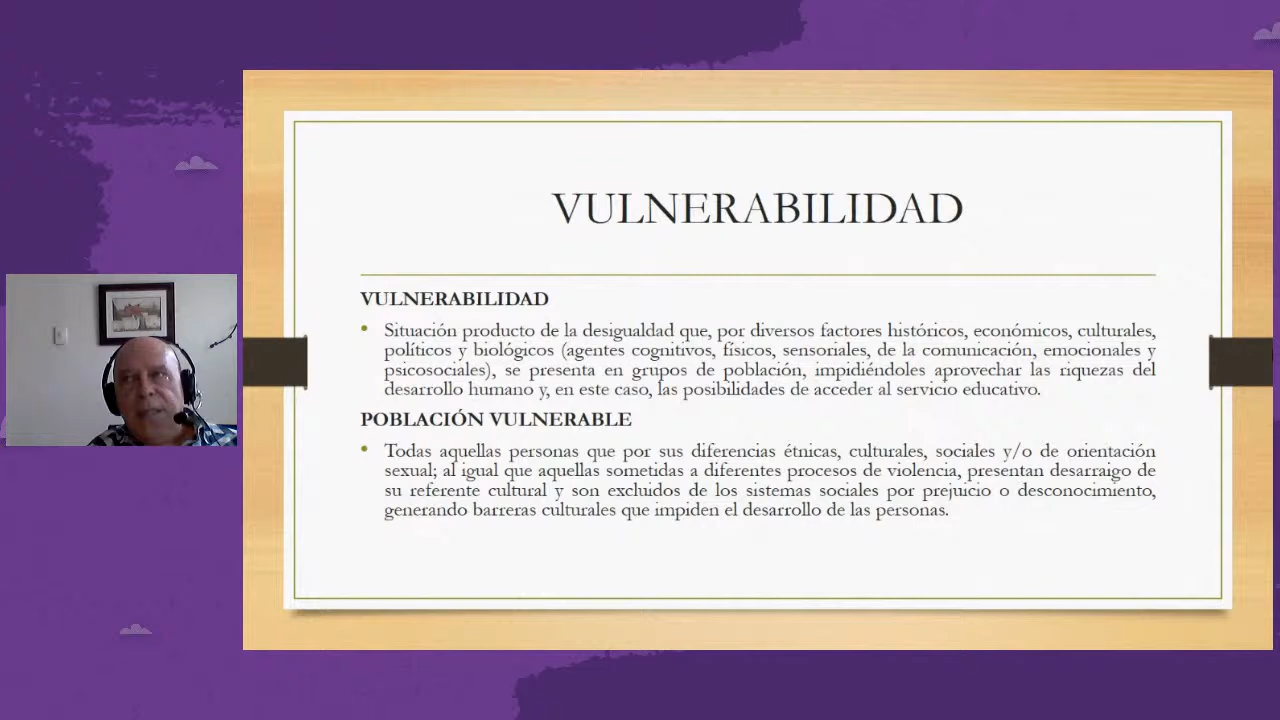 VULNERABILIDAD
VULNERABILIDAD
• Situación producto de la desigualdad que, por diversos factores históricos, económicos, culturales,
políticos y biológicos (agentes cognitivos, físicos, sensoriales, de la comunicación, emocionales y
psicosociales), se presenta en grupos de población, impidiéndoles aprovechar las riquezas del
desarrollo humano y, en este caso, las posibilidades de acceder al servicio educativo.
POBLACIÓN VULNERABLE
• Todas aquellas personas que por sus diferencias étnicas, culturales, sociales y/o de orientación
sexual; al igual que aquellas sometidas a diferentes procesos de violencia, presentan desarraigo de
su referente cultural y son excluidos de los sistemas sociales por prejuicio o desconocimiento,
generando barreras culturales que impiden el desarrollo de las personas.